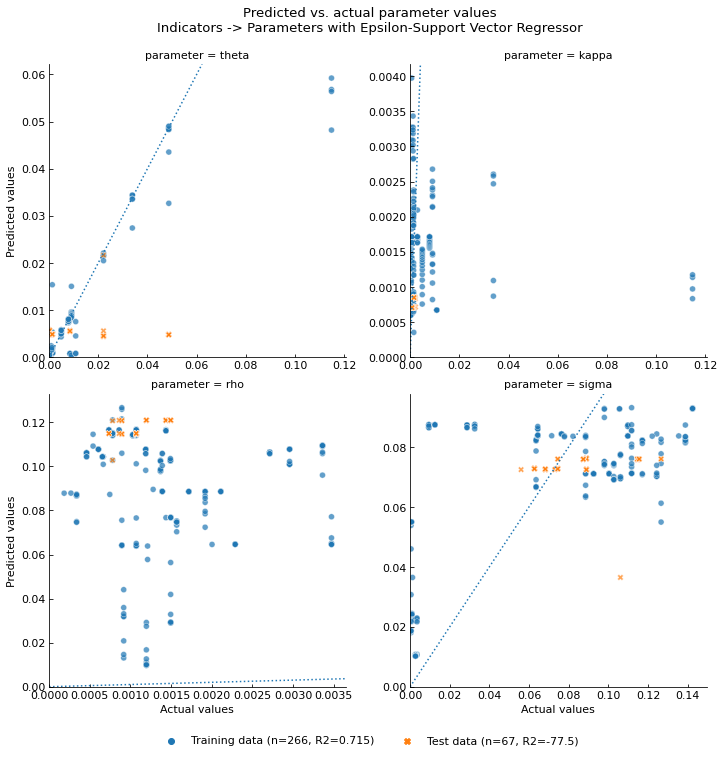 Predicted vs. actual parameter values
Indicators -> Parameters with Epsilon-Support Vector Regressor
parameter = theta
parameter = kappa
0.06
0.05
0.04
0.03
0.02
0.01
0.00
Predicted values
0.00 0.02 0.04 0.06 0.08 0.10 0.12
0.0040
0.0035
0.0030
0.0025
0.0020
0.0015
0.0010
0.0005
0.0000
0.00 0.02 0.04 0.06 0.08 0.10 0.12
parameter = rho
parameter = sigma
0.12
0.10
0.08
0.06
0.04
0.02
0.00
Predicted values
0.0000 0.0005 0.0010 0.0015 0.0020 0.0025 0.0030 0.0035
Actual values
0.08
0.06
0.04
0.02
0.00
0.00 0.02 0.04 0.06 0.08 0.10 0.12 0.14
Actual values
Training data (n=266, R2=0.715)
Test data (n=67, R2=-77.5)